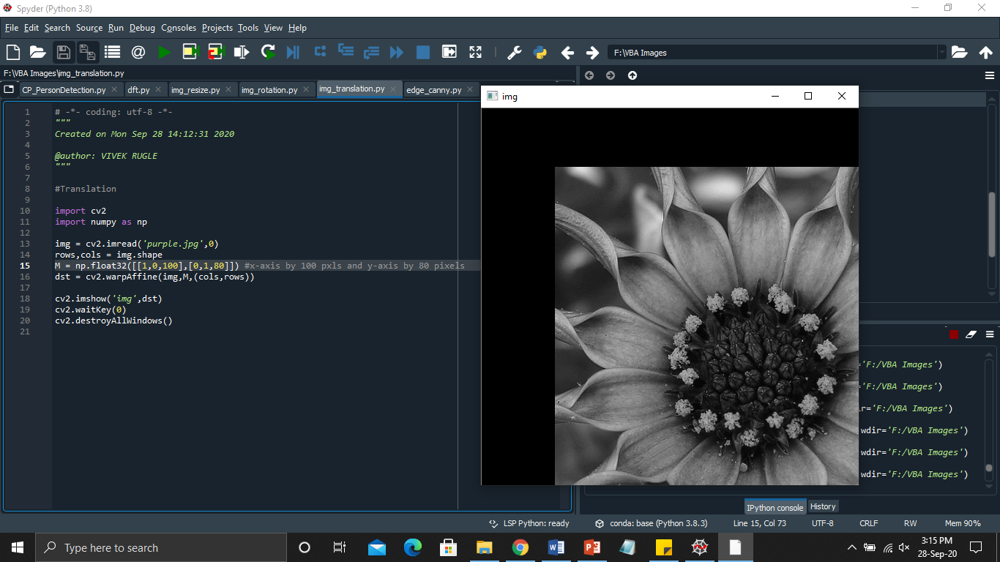 Spyder (Python 3.8)
File Edit Search Source Run Debug Consoles Projects Tools View Help
F:\VBA Images
F:\VBA Images\img_translation.py
CP_PersonDetection.py dft.py img_resize.py img_rotation.py img_translation.py edge_canny.py
img
1 # -*- coding: utf-8 -*-
2 """
3 Created on Mon Sep 28 14:12:31 2020
4
5 @author: VIVEK RUGLE
6 """
7
8 #Translation
9
10 import cv2
11 import numpy as np
12
13 img = cv2.imread('purple.jpg',0)
14 rows,cols = img.shape
15 M = np.float32([[1,0,100],[0,1,80]]) #x-axis by 100 pxls and y-axis by 80 pixels
16 dst = cv2.warpAffine(img,M,(cols,rows))
17
18 cv2.imshow('img',dst)
19 cv2.waitKey(0)
20 cv2.destroyAllWindows()
21
='F:/VBA Images')
='F:/VBA Images')
r='F:/VBA Images')
wdir='F:/VBA Images')
wdir='F:/VBA Images')
wdir='F:/VBA Images')
IPython console History
LSP Python: ready conda: base (Python 3.8.3) Line 15, Col 73 UTF-8 CRLF RW Mem 90%
Type here to search
3:15 PM
28-Sep-20